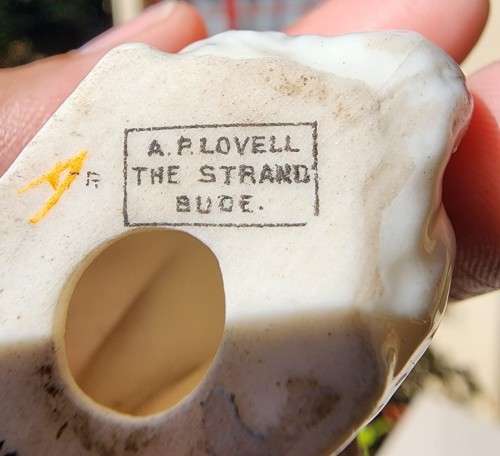 A. P. LOVELL
THE STRAND
BUDE.